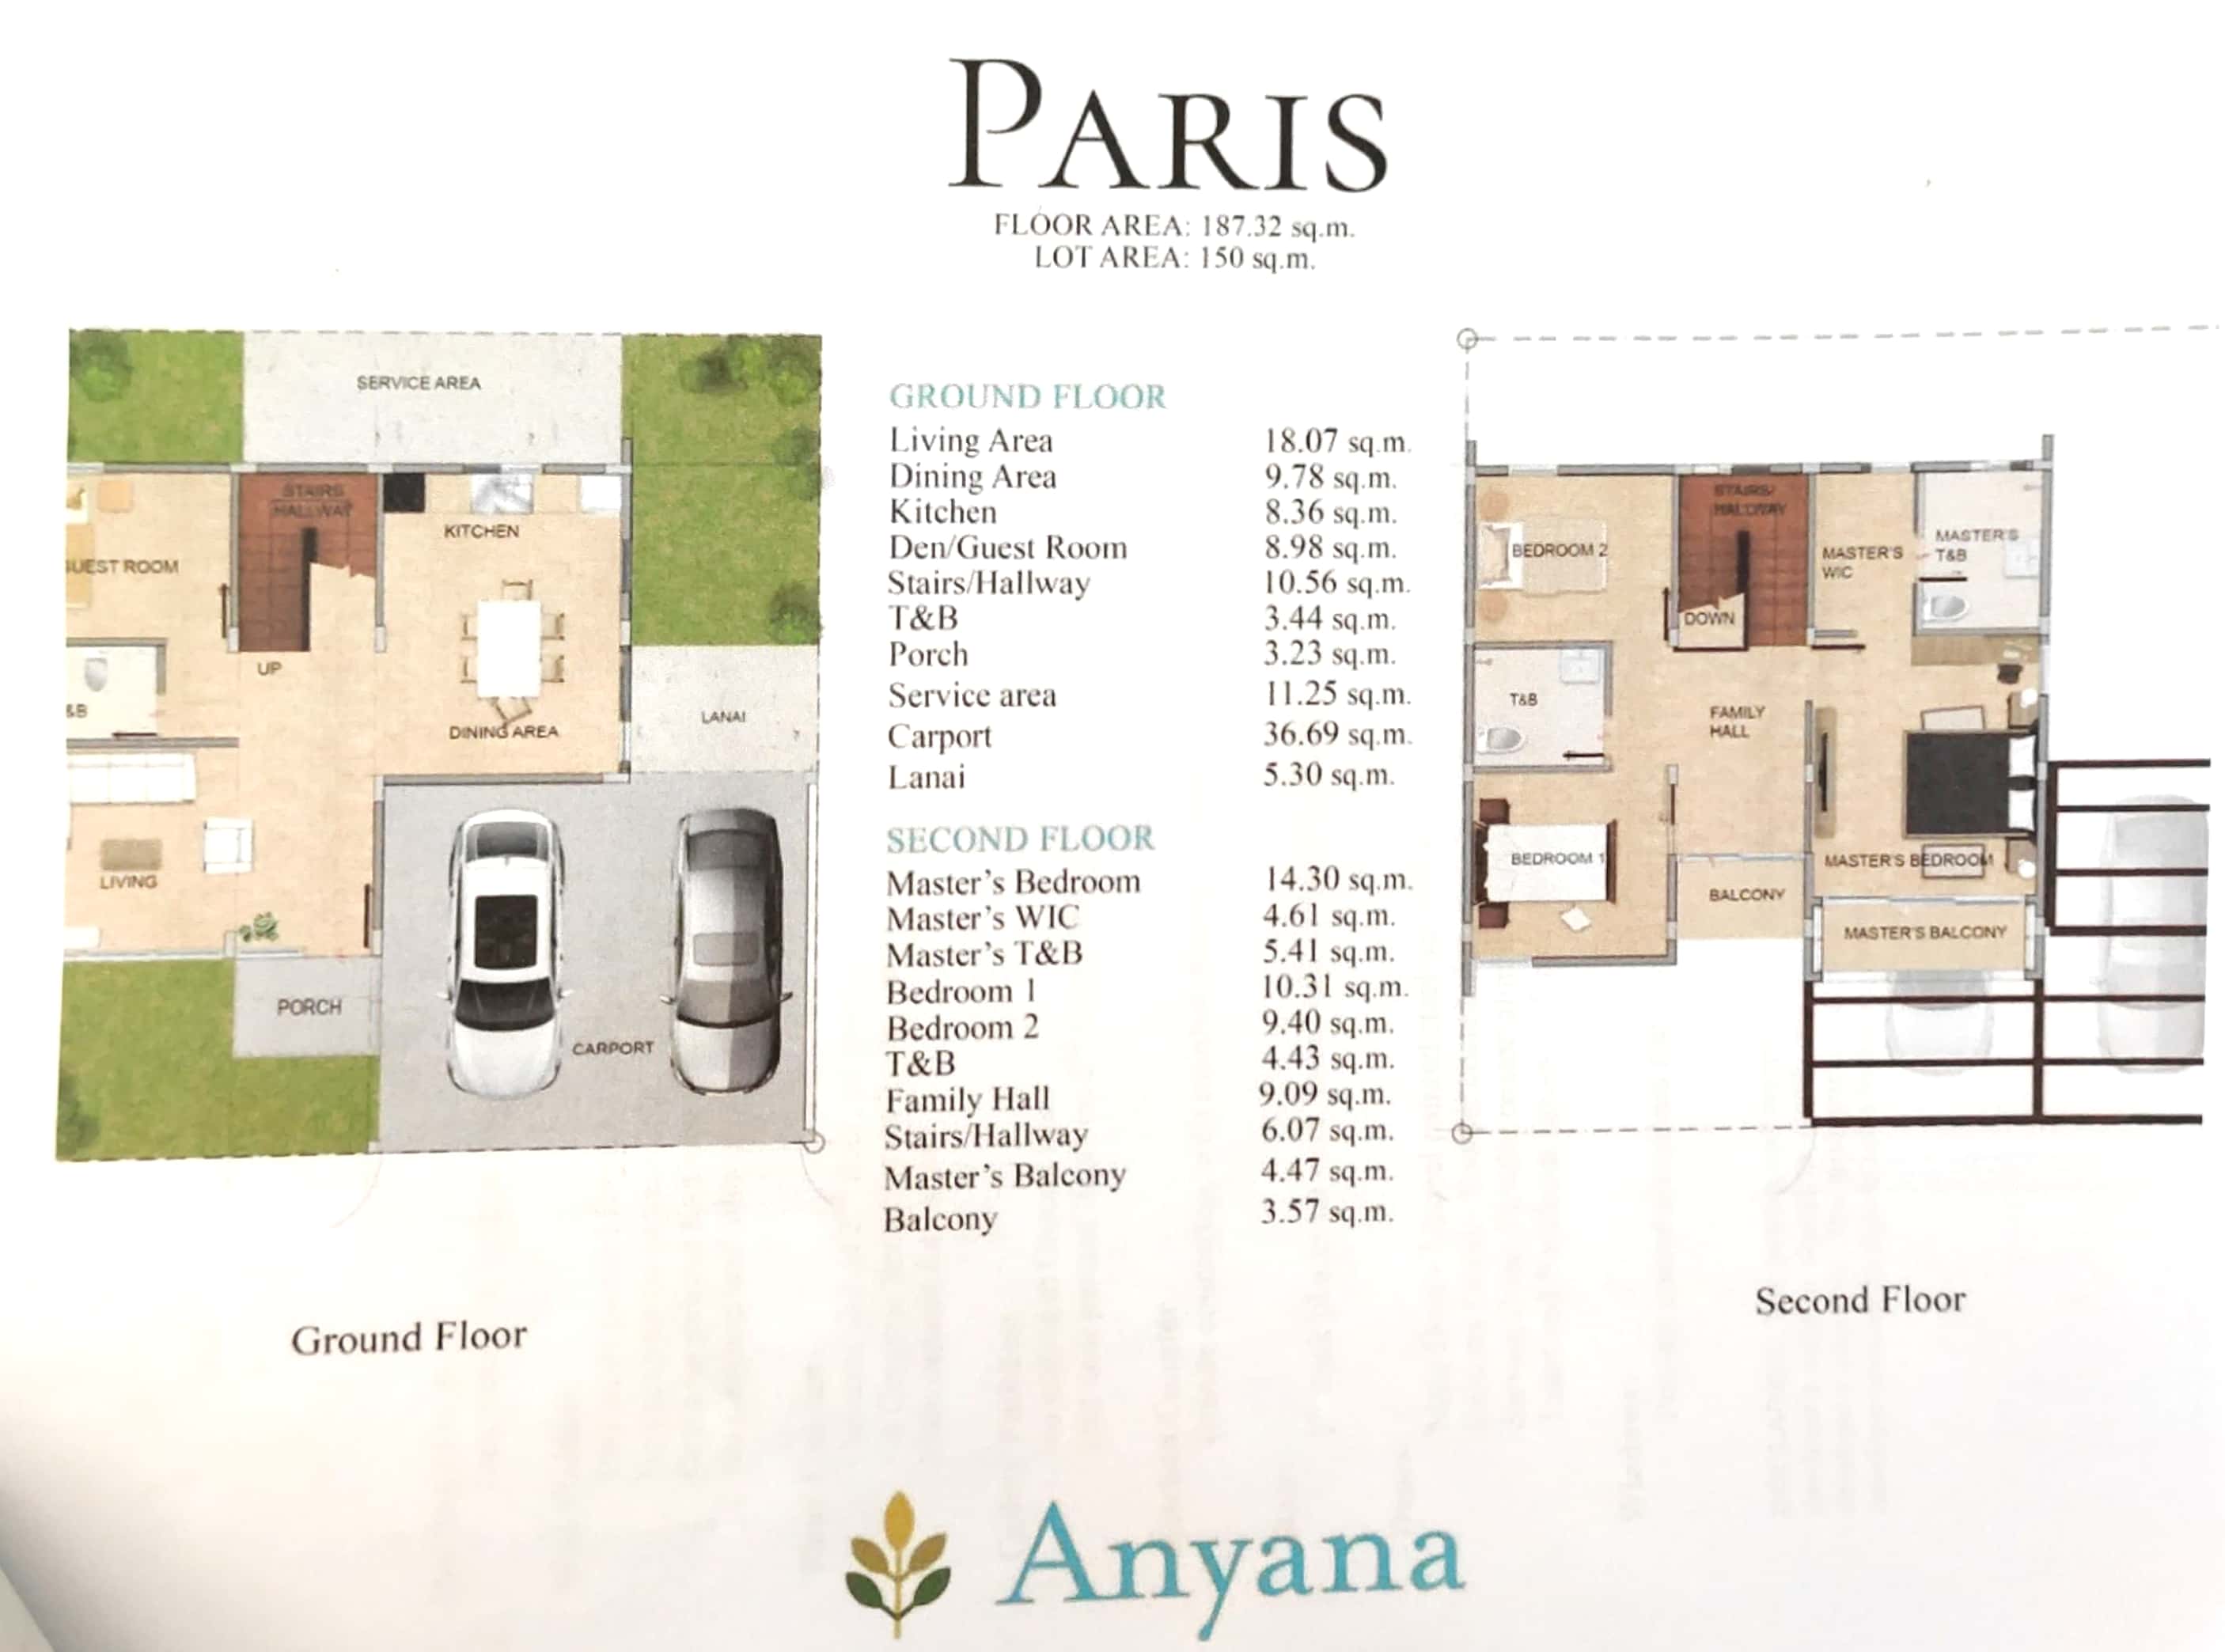 PARIS
FLOOR AREA: 187.32 sq.m.
LOT AREA: 150 sq.m.
SERVICE AREA
STAIRS
HALLWAY
KITCHEN
ROOM
UP
DINING AREA
LANAI
LIVING
PORCH
CARPORT
Ground Floor
GROUND FLOOR
Living Area 18.07 sq.m.
Dining Area 9.78 sq.m.
Kitchen 8.36 sq.m.
Den/Guest Room 8.98 sq.m.
Stairs/Hallway 10.56 sq.m.
T&B 3.44 sq.m.
Porch 3.23 sq.m.
Service area 11.25 sq.m.
Carport 36.69 sq.m.
Lanai 5.30 sq.m.
SECOND FLOOR
Master's Bedroom 14.30 sq.m.
Master's WIC 4.61 sq.m.
Master's T&B 5.41 sq.m.
Bedroom 1 10.31 sq.m.
Bedroom 2 9.40 sq.m.
T&B 4.43 sq.m.
Family Hall 9.09 sq.m.
Stairs/Hallway 6.07 sq.m.
Master's Balcony 4.47 sq.m.
Balcony 3.57 sq.m.
BEDROOM 2
STAIRS/
HALLWAY
DOWN
MASTER'S
WIC
MASTER'S
T&B
T&B
FAMILY
HALL
BEDROOM 1
BALCONY
MASTER'S BEDROOM
MASTER'S BALCONY
Second Floor
Anyana